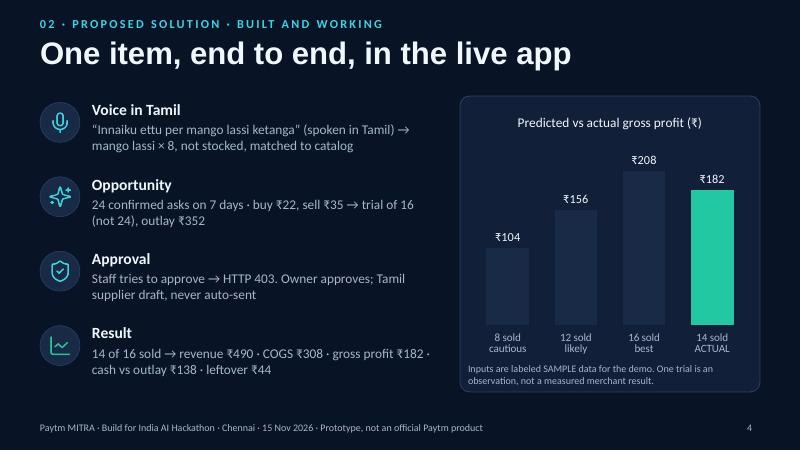 02 · PROPOSED SOLUTION · BUILT AND WORKING
One item, end to end, in the live app
Voice in Tamil
“Innaiku ettu per mango lassi ketanga” (spoken in Tamil) →
mango lassi × 8, not stocked, matched to catalog
Opportunity
24 confirmed asks on 7 days · buy ₹22, sell ₹35 → trial of 16
(not 24), outlay ₹352
Approval
Staff tries to approve → HTTP 403. Owner approves; Tamil
supplier draft, never auto-sent
Result
14 of 16 sold → revenue ₹490 · COGS ₹308 · gross profit ₹182 ·
cash vs outlay ₹138 · leftover ₹44
Predicted vs actual gross profit (₹)
₹104
₹156
₹208
₹182
8 sold
cautious
12 sold
likely
16 sold
best
14 sold
ACTUAL
Inputs are labeled SAMPLE data for the demo. One trial is an
observation, not a measured merchant result.
Paytm MITRA · Build for India AI Hackathon · Chennai · 15 Nov 2026 · Prototype, not an official Paytm product
4